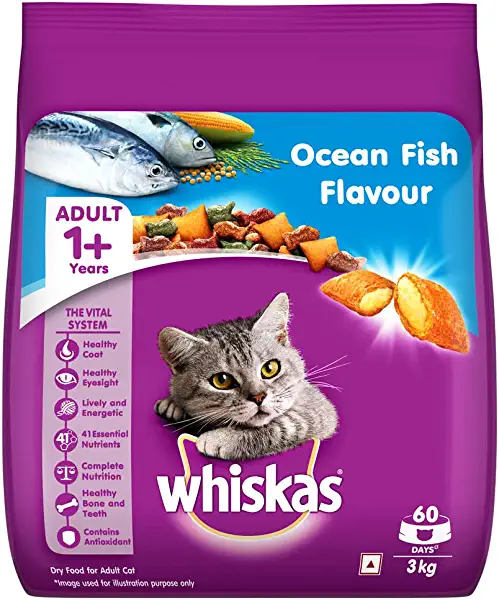 Ocean Fish
Flavour
ADULT
1+
Years
THE VITAL
SYSTEM
Healthy
Coat
Healthy
Eyesight
Lively and
Energetic
41
41 Essential
Nutrients
Complete
Nutrition
Healthy
Bone and
Teeth
Contains
Antioxidant
whiskas®
60
DAYS
3kg
Dry Food for Adult Cat
*Image used for illustration purpose only